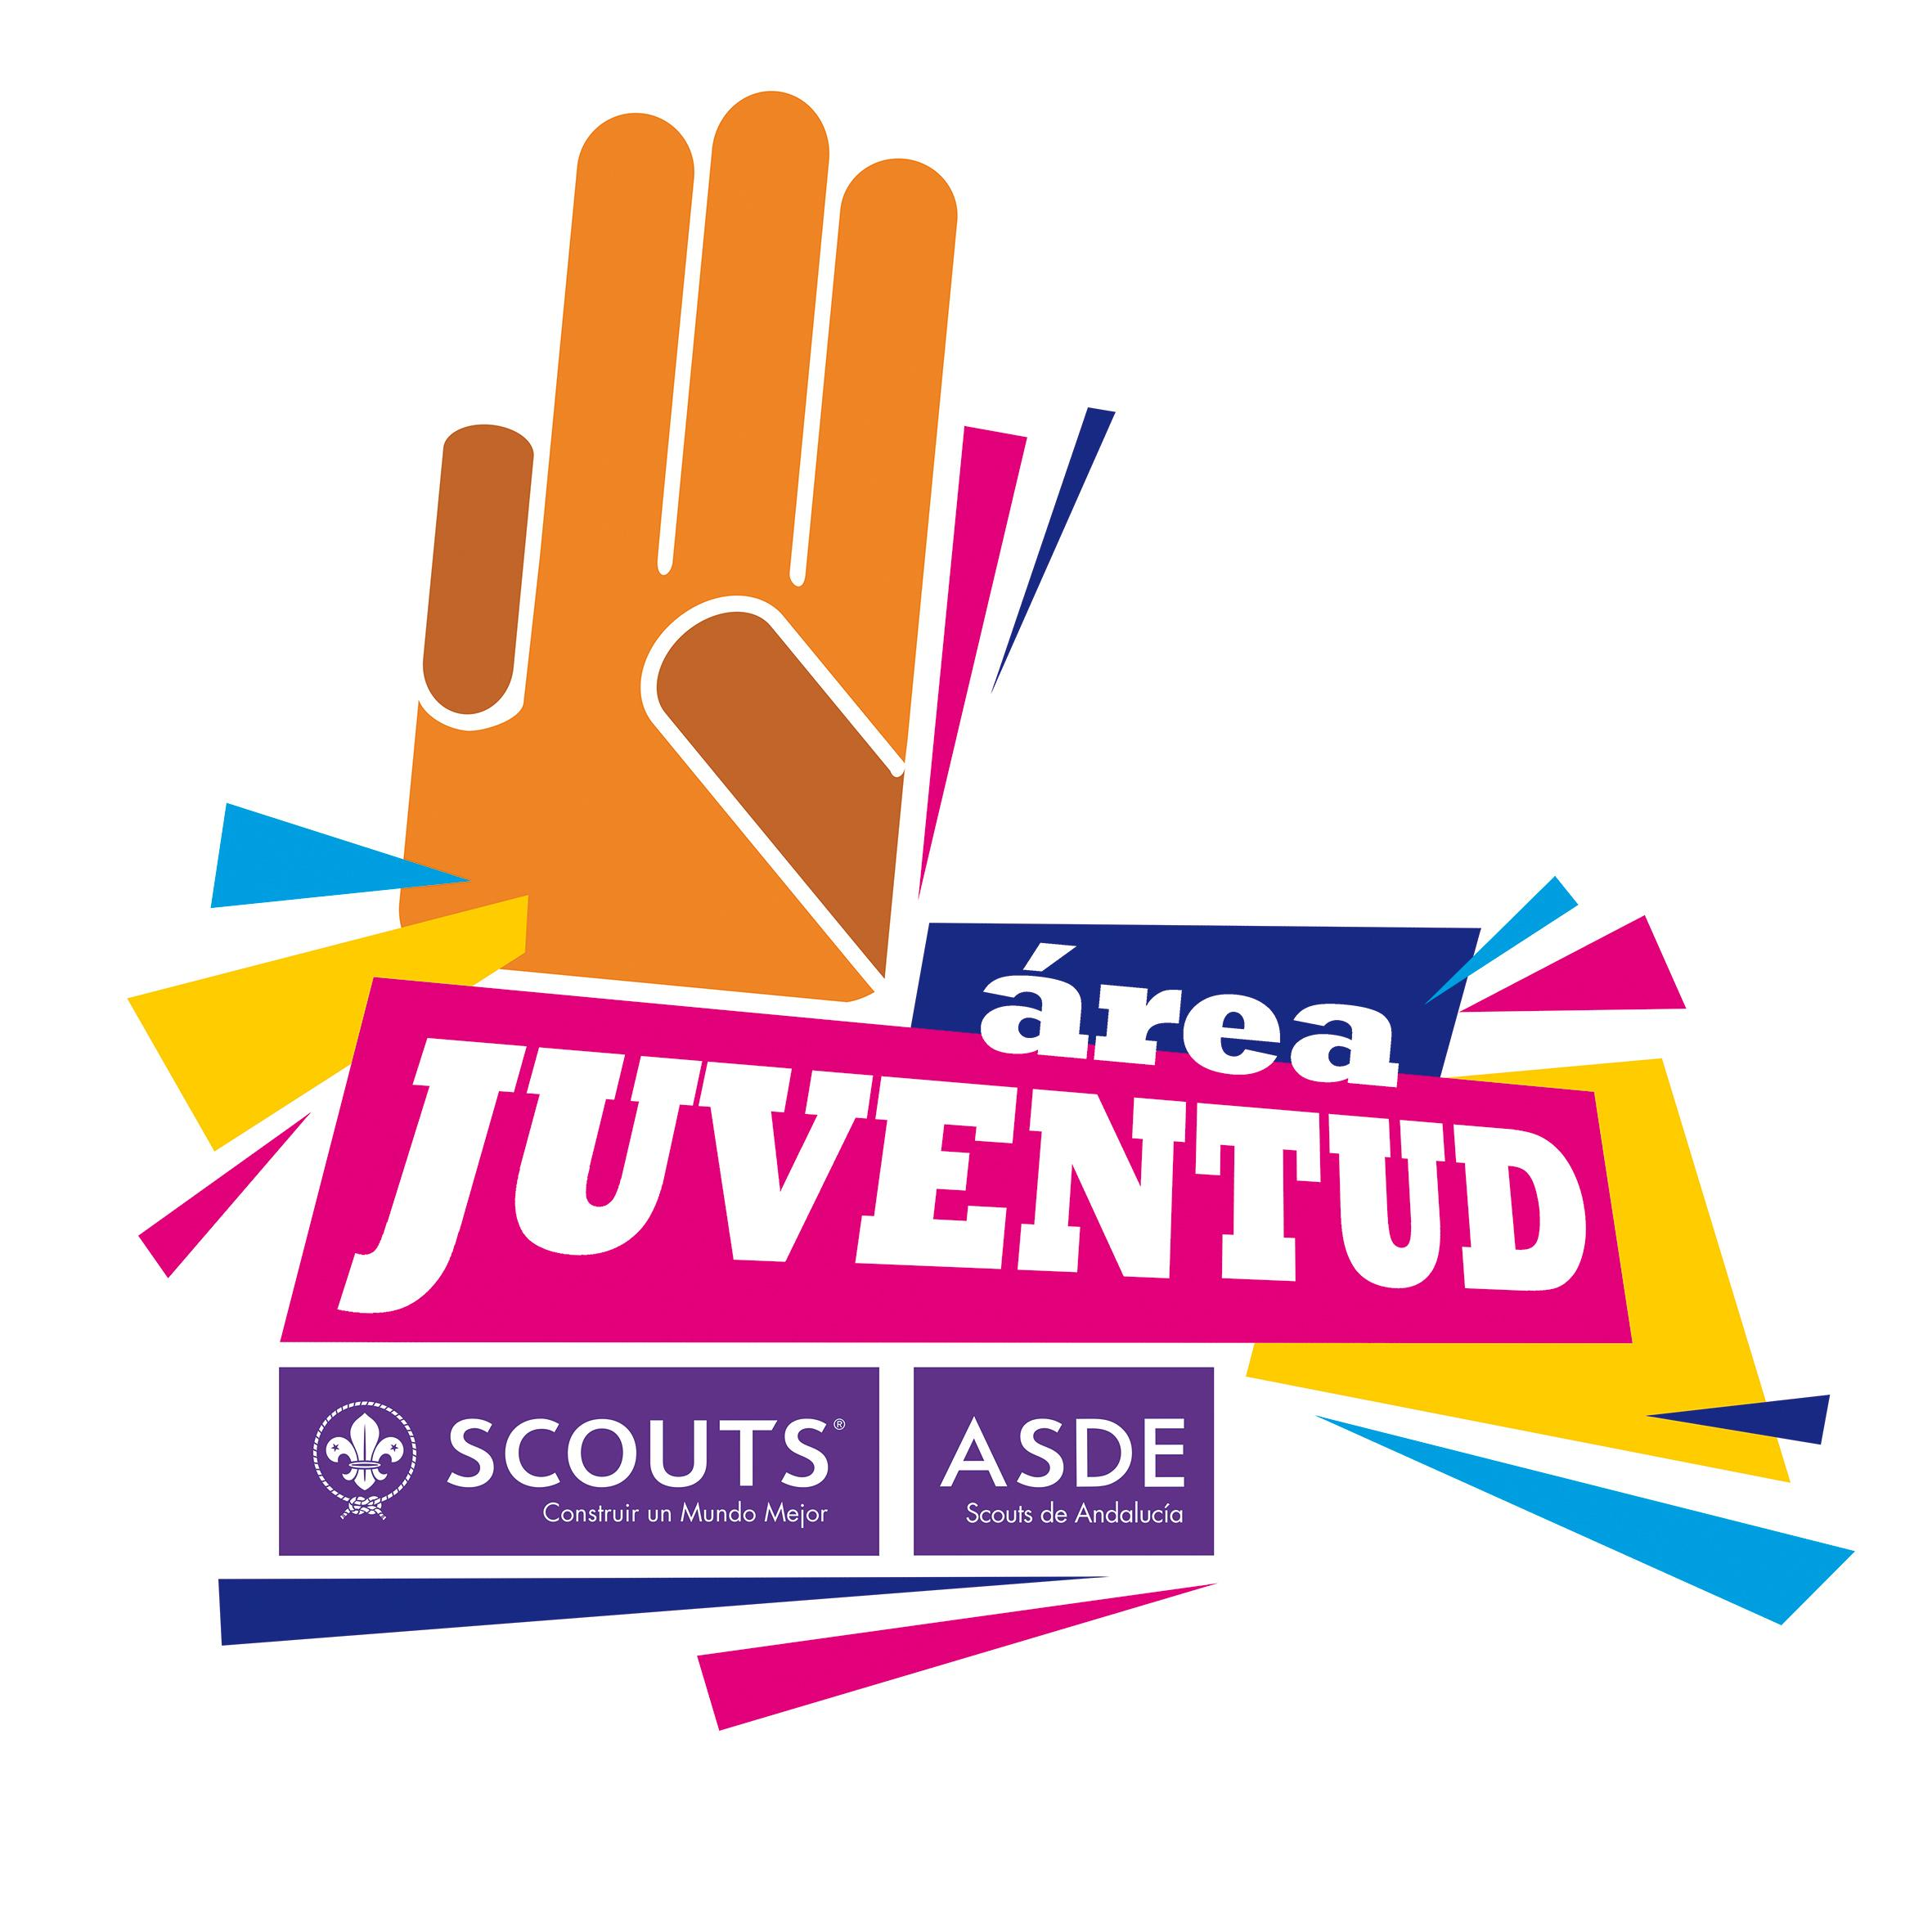 área
JUVENTUD
SCOUTS®
Construir un Mundo Mejor
ASDE
Scouts de Andalucía